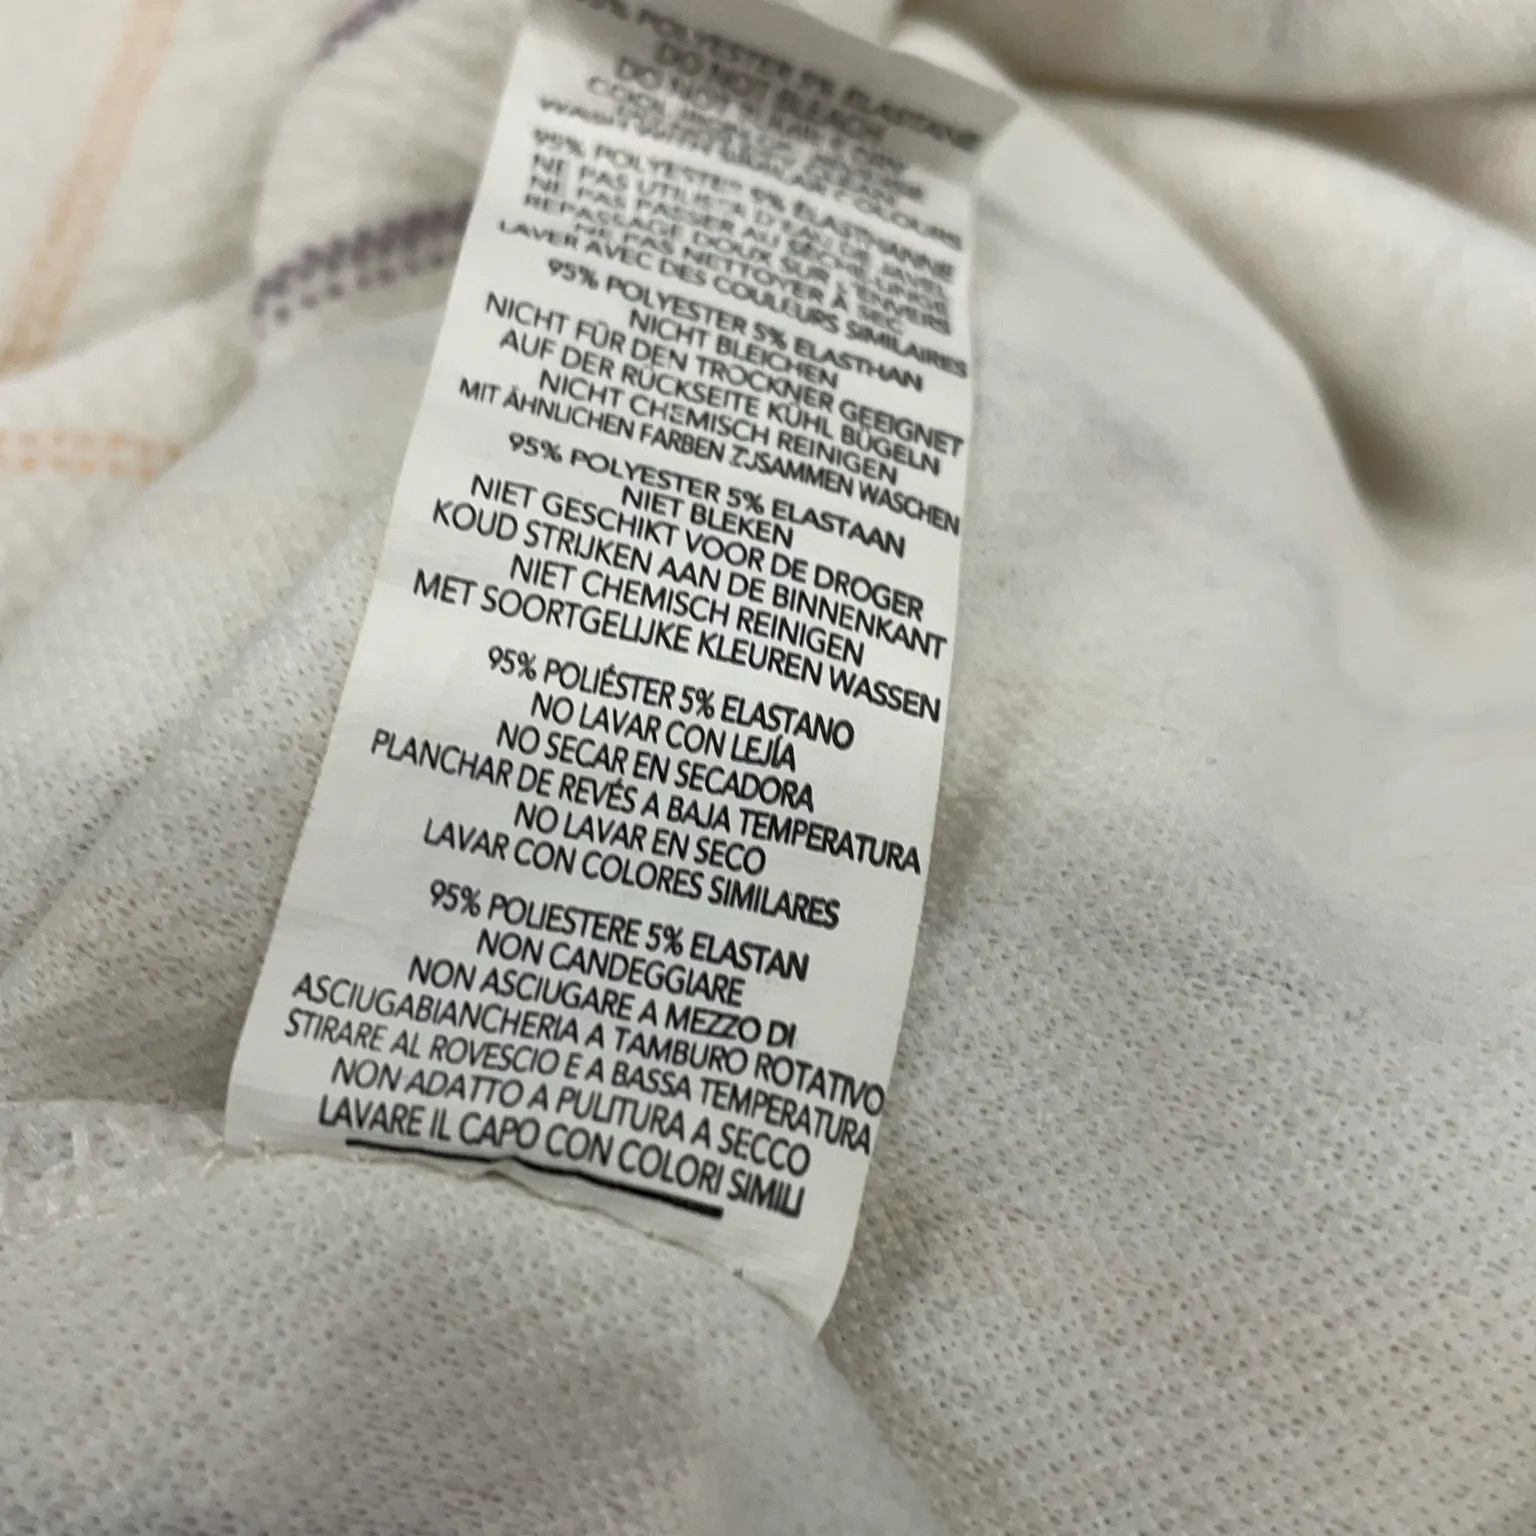 95% POLYESTER 5% ELASTANE
DO NOT BLEACH
DO NOT TUMBLE DRY
COOL IRON ON REVERSE
WASH WITH SIMILAR COLOURS
95% POLYESTER 5% ÉLASTHANNE
NE PAS UTILISER D'EAU DE JAVEL
NE PAS PASSER AU SÈCHE-LINGE
REPASSAGE DOUX SUR L'ENVERS
NE PAS NETTOYER À SEC
LAVER AVEC DES COULEURS SIMILAIRES
95% POLYESTER 5% ELASTHAN
NICHT BLEICHEN
NICHT FÜR DEN TROCKNER GEEIGNET
AUF DER RÜCKSEITE KÜHL BÜGELN
NICHT CHEMISCH REINIGEN
MIT ÄHNLICHEN FARBEN ZUSAMMEN WASCHEN
95% POLYESTER 5% ELASTAAN
NIET BLEKEN
NIET GESCHIKT VOOR DE DROGER
KOUD STRIJKEN AAN DE BINNENKANT
NIET CHEMISCH REINIGEN
MET SOORTGELIJKE KLEUREN WASSEN
95% POLIÉSTER 5% ELASTANO
NO LAVAR CON LEJÍA
NO SECAR EN SECADORA
PLANCHAR DE REVÉS A BAJA TEMPERATURA
NO LAVAR EN SECO
LAVAR CON COLORES SIMILARES
95% POLIESTERE 5% ELASTAN
NON CANDEGGIARE
NON ASCIUGARE A MEZZO DI
ASCIUGABIANCHERIA A TAMBURO ROTATIVO
STIRARE AL ROVESCIO E A BASSA TEMPERATURA
NON ADATTO A PULITURA A SECCO
LAVARE IL CAPO CON COLORI SIMILI